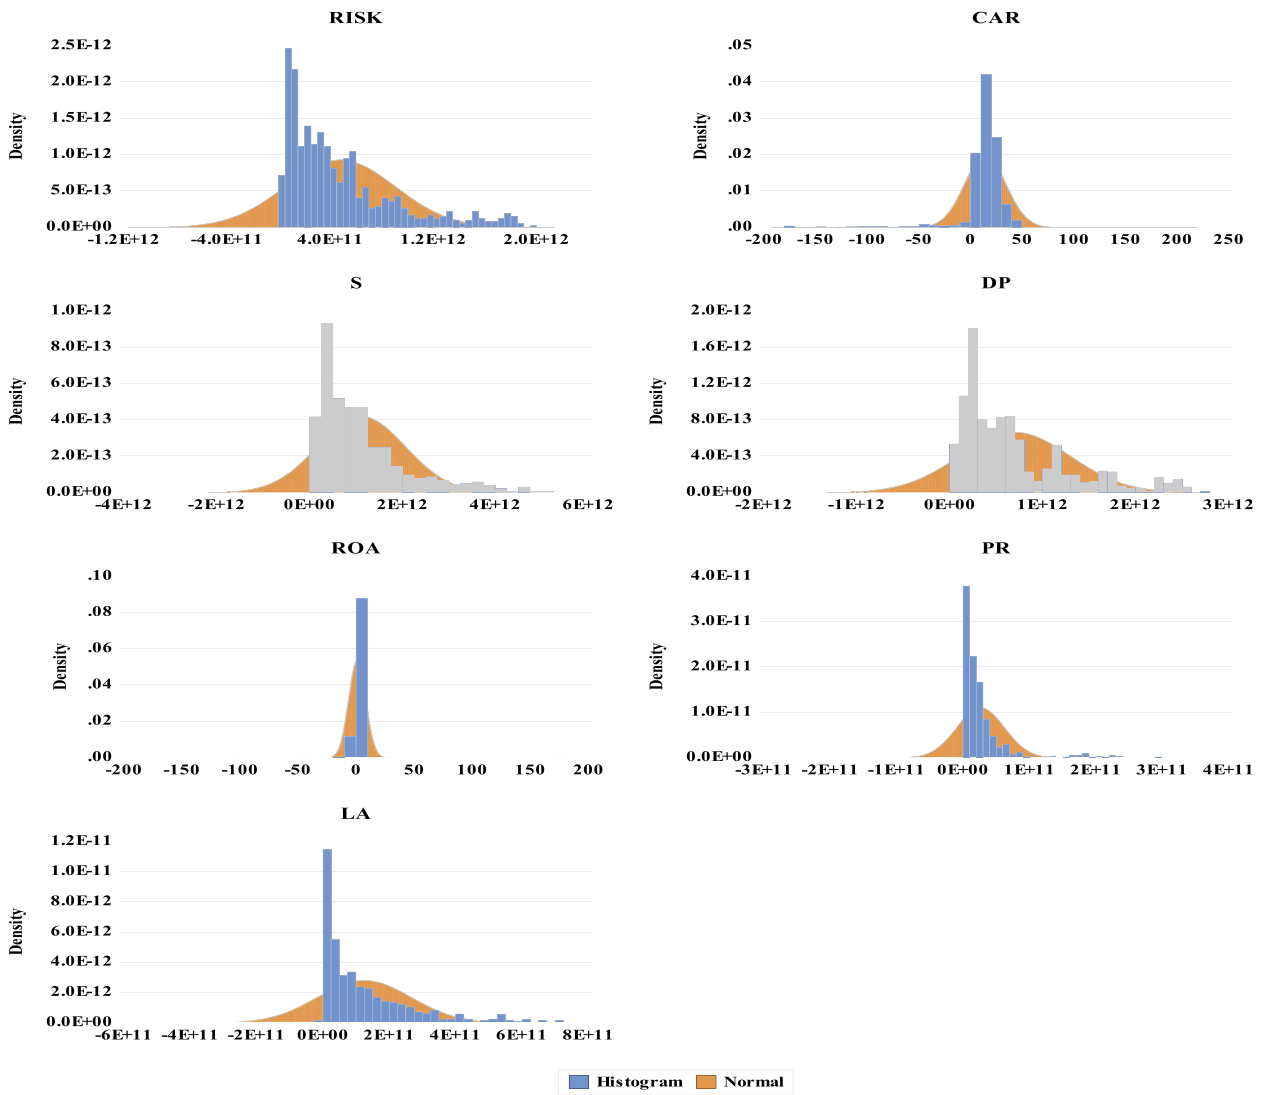 RISK
2.5E-12
2.0E-12
1.5E-12
1.0E-12
5.0E-13
0.0E+00
Density
-1.2E+12 -4.0E+11 4.0E+11 1.2E+12 2.0E+12
CAR
.05
.04
.03
.02
.01
.00
Density
-200 -150 -100 -50 0 50 100 150 200 250
S
1.0E-12
8.0E-13
6.0E-13
4.0E-13
2.0E-13
0.0E+00
Density
-4E+12 -2E+12 0E+00 2E+12 4E+12 6E+12
DP
2.0E-12
1.6E-12
1.2E-12
8.0E-13
4.0E-13
0.0E+00
Density
-2E+12 -1E+12 0E+00 1E+12 2E+12 3E+12
ROA
.10
.08
.06
.04
.02
.00
Density
-200 -150 -100 -50 0 50 100 150 200
PR
4.0E-11
3.0E-11
2.0E-11
1.0E-11
0.0E+00
Density
-3E+11 -2E+11 -1E+11 0E+00 1E+11 2E+11 3E+11 4E+11
LA
1.2E-11
1.0E-11
8.0E-12
6.0E-12
4.0E-12
2.0E-12
0.0E+00
Density
-6E+11 -4E+11 -2E+11 0E+00 2E+11 4E+11 6E+11 8E+11
Histogram Normal